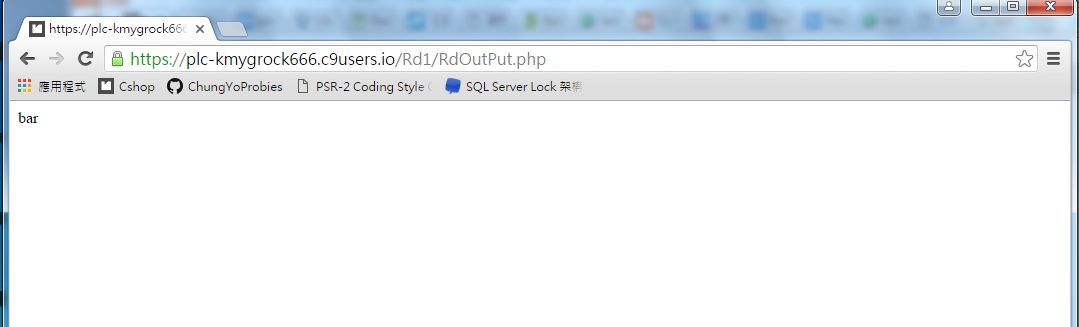 https://plc-kmygrock666
https://plc-kmygrock666.c9users.io/Rd1/RdOutPut.php
應用程式 Cshop ChungYoProbies PSR-2 Coding Style SQL Server Lock 架構
bar